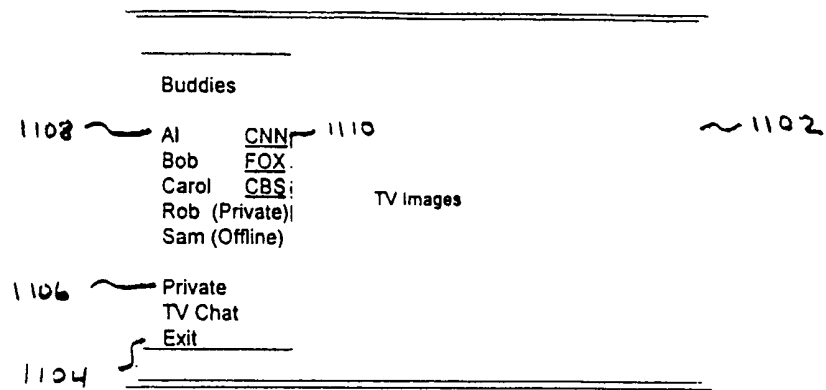 Buddies
1108 Al CNN 1110 1102
Bob FOX
Carol CBS
TV Images
Rob (Private)
Sam (Offline)
1106 Private
TV Chat
Exit
1104